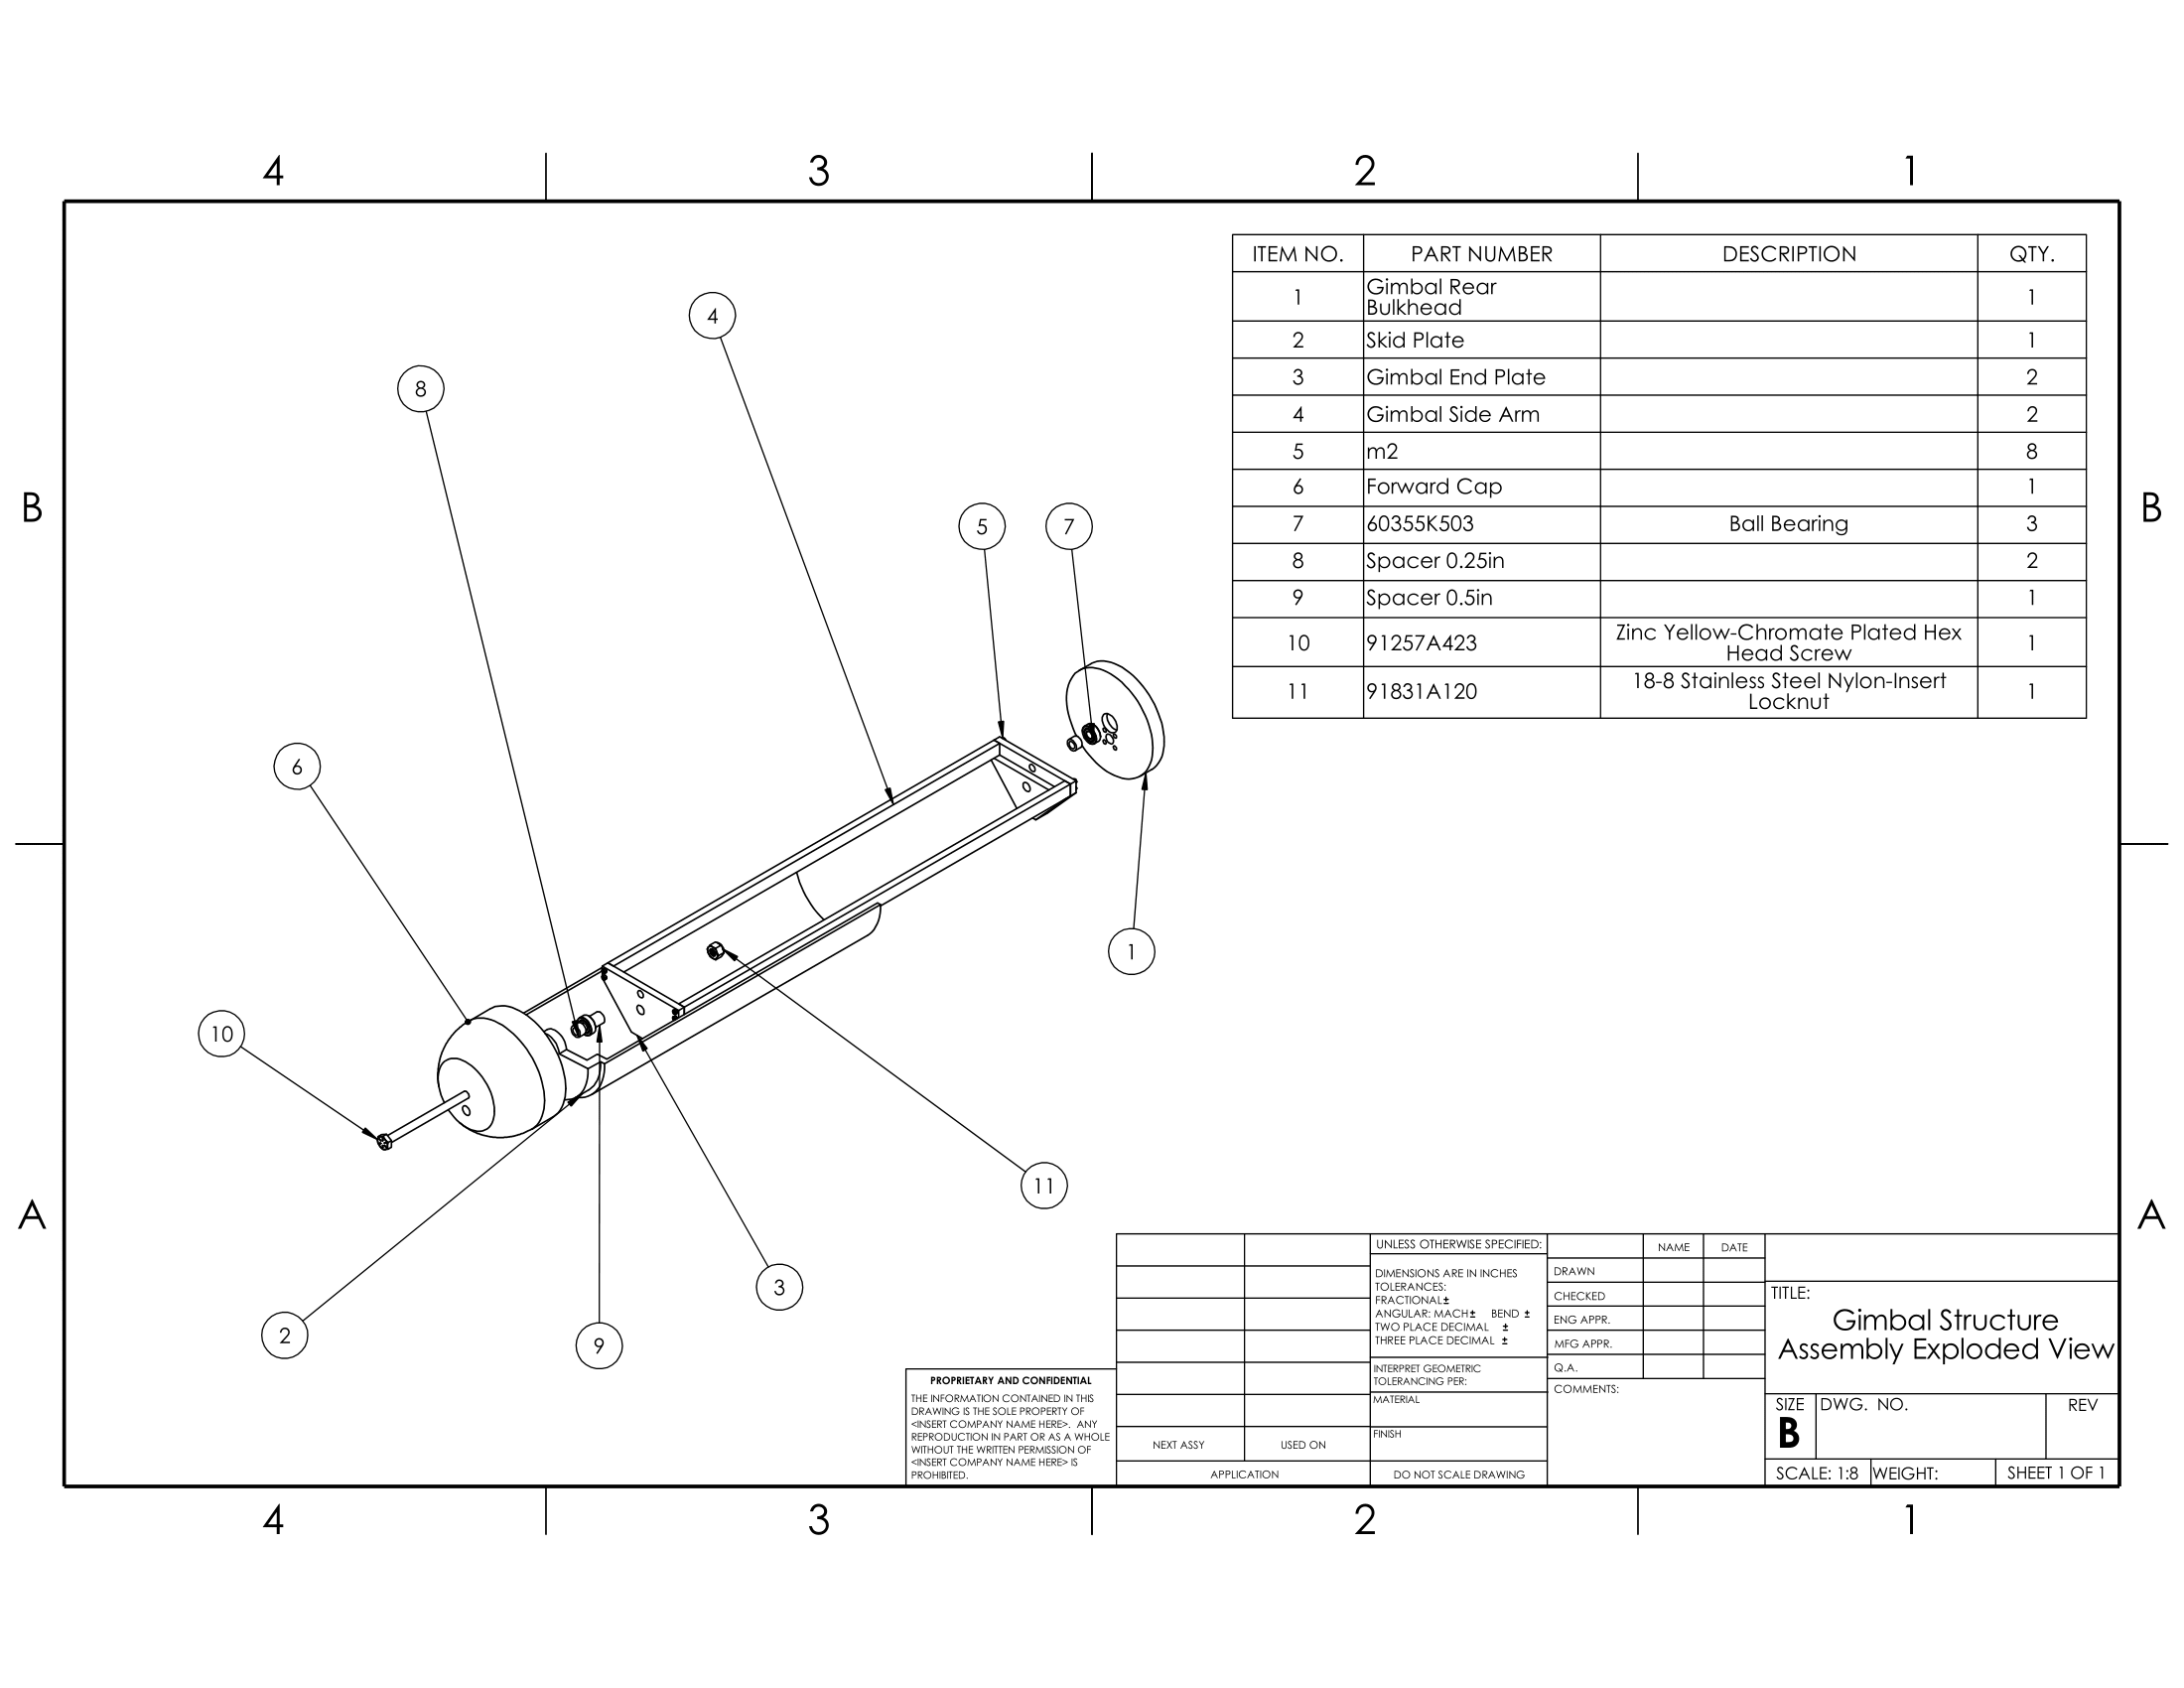 4 3 2 1
ITEM NO. PART NUMBER DESCRIPTION QTY.
1 Gimbal Rear
Bulkhead 1
2 Skid Plate 1
3 Gimbal End Plate 2
4 Gimbal Side Arm 2
5 m2 8
6 Forward Cap 1
7 60355K503 Ball Bearing 3
8 Spacer 0.25in 2
9 Spacer 0.5in 1
10 91257A423 Zinc Yellow-Chromate Plated Hex
Head Screw 1
11 91831A120 18-8 Stainless Steel Nylon-Insert
Locknut 1
4
8
B
5
7
B
6
1
10
11
A
A
3
2
9
PROPRIETARY AND CONFIDENTIAL
THE INFORMATION CONTAINED IN THIS
DRAWING IS THE SOLE PROPERTY OF
<INSERT COMPANY NAME HERE>. ANY
REPRODUCTION IN PART OR AS A WHOLE
WITHOUT THE WRITTEN PERMISSION OF
<INSERT COMPANY NAME HERE> IS
PROHIBITED.
NEXT ASSY USED ON
APPLICATION
UNLESS OTHERWISE SPECIFIED:
DIMENSIONS ARE IN INCHES
TOLERANCES:
FRACTIONAL±
ANGULAR: MACH± BEND ±
TWO PLACE DECIMAL ±
THREE PLACE DECIMAL ±
INTERPRET GEOMETRIC
TOLERANCING PER:
MATERIAL
FINISH
DO NOT SCALE DRAWING
NAME DATE
DRAWN
CHECKED
ENG APPR.
MFG APPR.
Q.A.
COMMENTS:
TITLE:
Gimbal Structure
Assembly Exploded View
SIZE DWG. NO. REV
B
SCALE: 1:8 WEIGHT: SHEET 1 OF 1
4 3 2 1